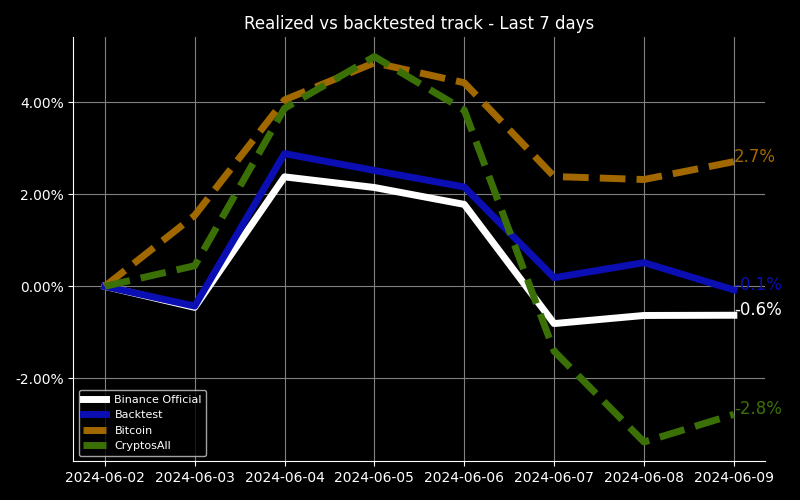 Realized vs backtested track - Last 7 days
4.00%
2.00%
0.00%
-2.00%
2.7%
-0.1%
-0.6%
-2.8%
Binance Official
Backtest
Bitcoin
CryptosAll
2024-06-02 2024-06-03 2024-06-04 2024-06-05 2024-06-06 2024-06-07 2024-06-08 2024-06-09